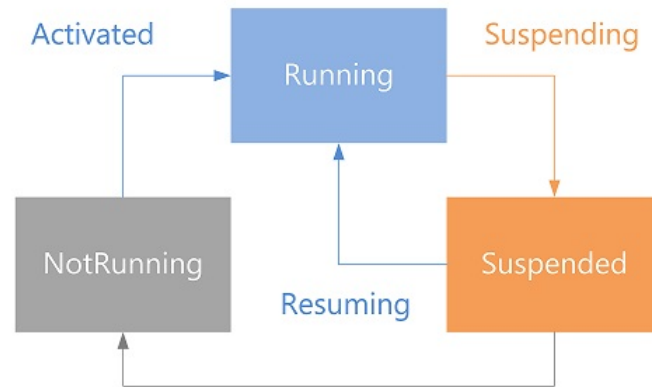 Activated
Suspending
Running
NotRunning
Suspended
Resuming